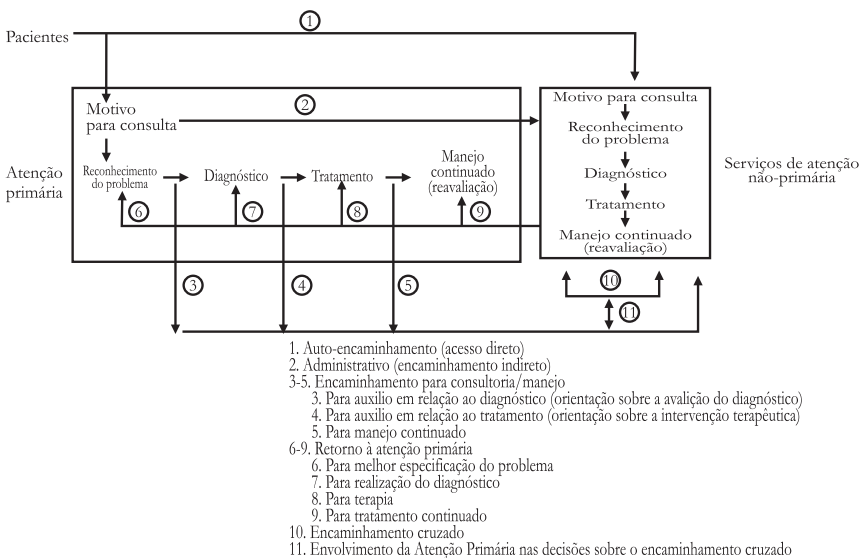 Pacientes
1
2
Motivo
para consulta
Atenção
primária
Reconhecimento
do problema
Diagnóstico
Tratamento
Manejo
continuado
(reavaliação)
6
7
8
9
3
4
5
Motivo para consulta
Reconhecimento
do problema
Diagnóstico
Tratamento
Manejo continuado
(reavaliação)
Serviços de atenção
não-primária
10
11
1. Auto-encaminhamento (acesso direto)
2. Administrativo (encaminhamento indireto)
3-5. Encaminhamento para consultoria/manejo
3. Para auxilio em relação ao diagnóstico (orientação sobre a avalição do diagnóstico)
4. Para auxilio em relação ao tratamento (orientação sobre a intervenção terapêutica)
5. Para manejo continuado
6-9. Retorno à atenção primária
6. Para melhor especificação do problema
7. Para realização do diagnóstico
8. Para terapia
9. Para tratamento continuado
10. Encaminhamento cruzado
11. Envolvimento da Atenção Primária nas decisões sobre o encaminhamento cruzado